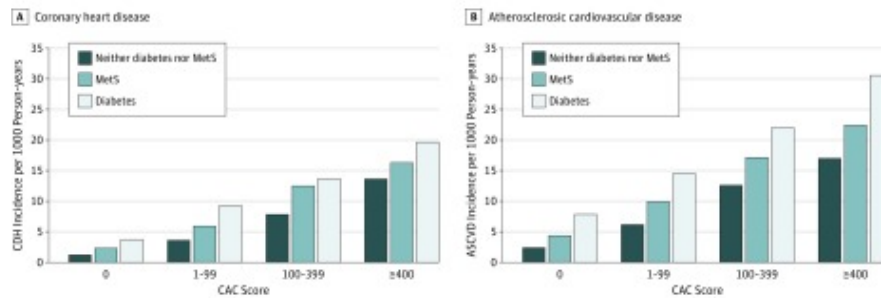 A Coronary heart disease
CDH Incidence per 1000 Person-years
35
30
25
20
15
10
5
0
Neither diabetes nor MetS
MetS
Diabetes
0 1-99 100-399 ≥400
CAC Score
B Atherosclerotic cardiovascular disease
ASCVD Incidence per 1000 Person-years
35
30
25
20
15
10
5
0
Neither diabetes nor MetS
MetS
Diabetes
0 1-99 100-399 ≥400
CAC Score